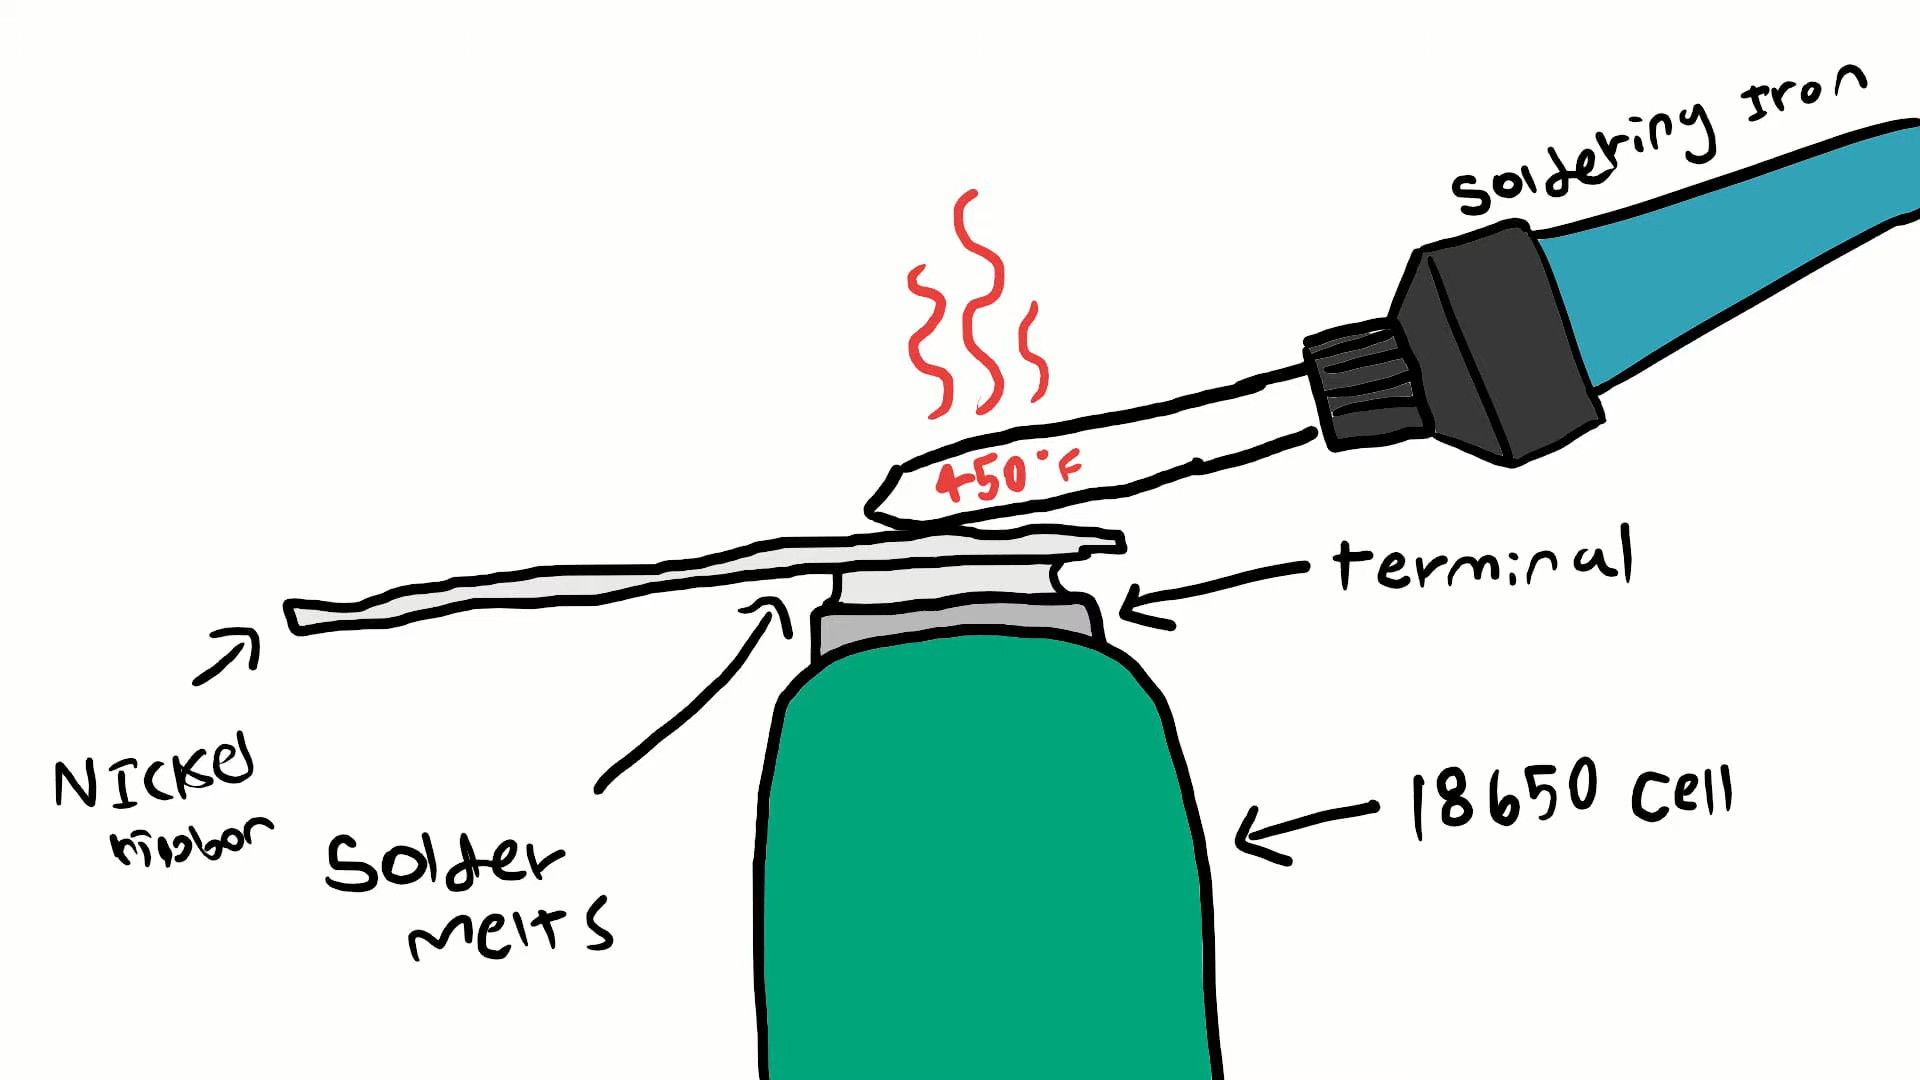 Soldering Iron
450°F
terminal
Nickel
ribbon
18650 cell
Solder
melts